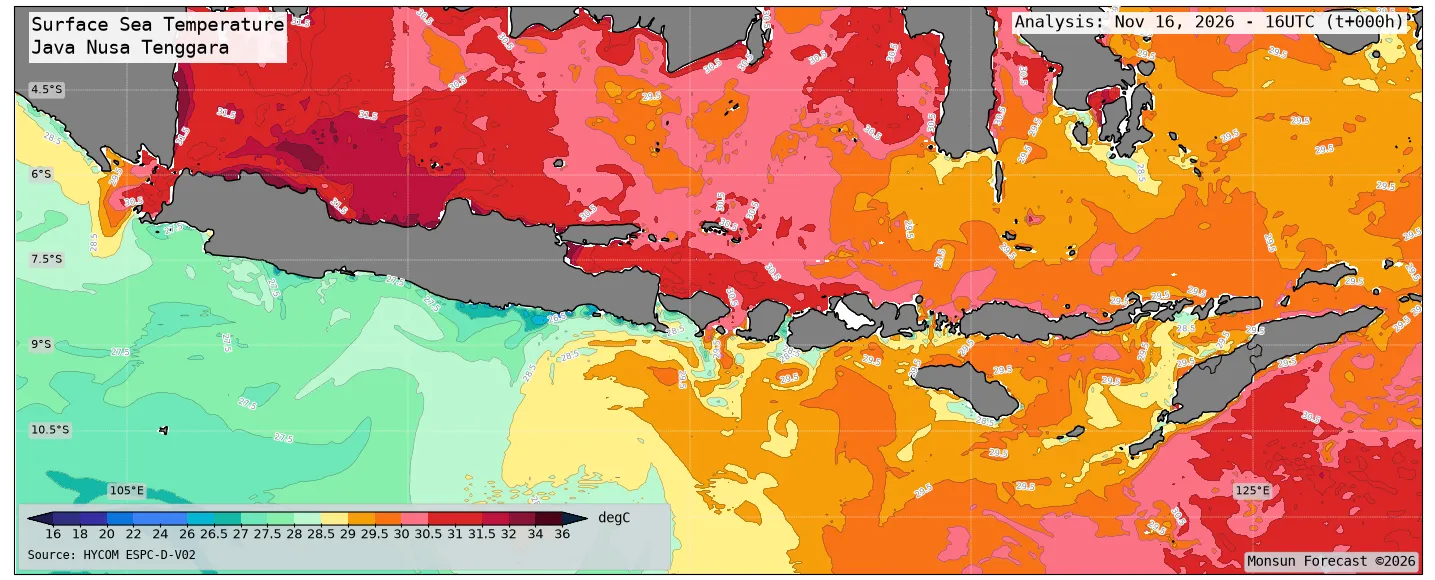 Surface Sea Temperature
Java Nusa Tenggara
Analysis: Nov 16, 2026 - 16UTC (t+000h)
4.5°S
6°S
7.5°S
9°S
10.5°S
105°E
125°E
degC
16 18 20 22 24 26 26.5 27 27.5 28 28.5 29 29.5 30 30.5 31 31.5 32 34 36
Source: HYCOM ESPC-D-V02
Monsun Forecast ©2026